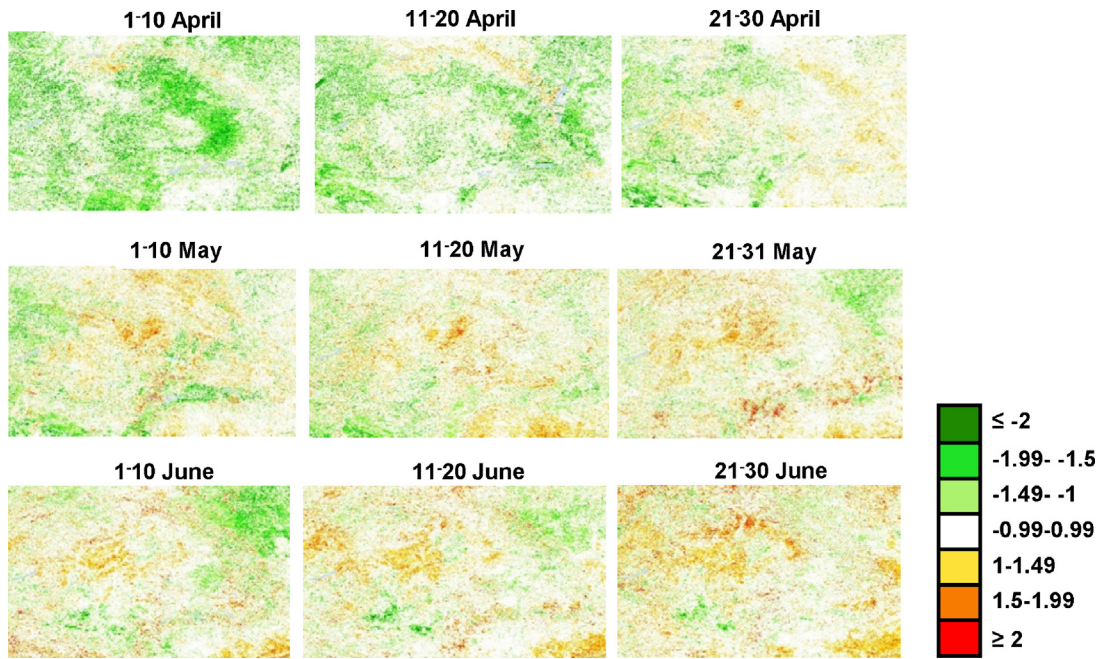 1-10 April
11-20 April
21-30 April
1-10 May
11-20 May
21-31 May
1-10 June
11-20 June
21-30 June
≤ -2
-1.99- -1.5
-1.49- -1
-0.99-0.99
1-1.49
1.5-1.99
≥ 2